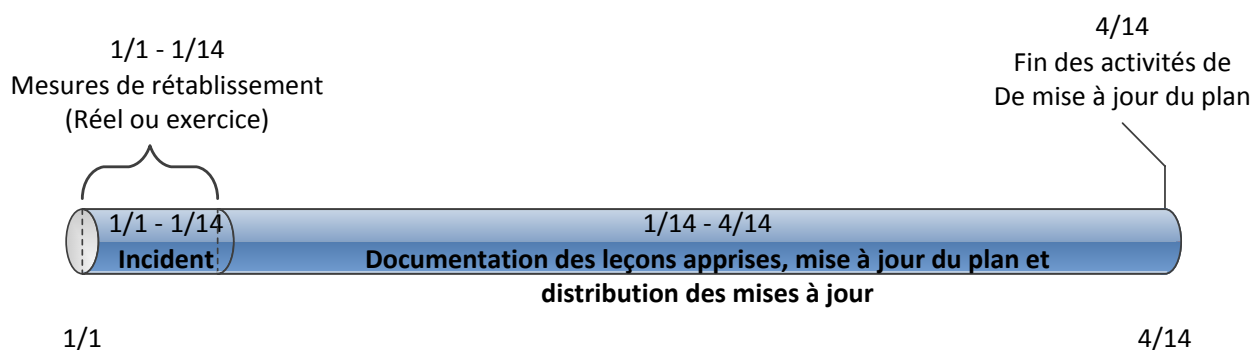 4/14
Fin des activités de
De mise à jour du plan
1/1 - 1/14
Mesures de rétablissement
(Réel ou exercice)
1/1 - 1/14
Incident
1/14 - 4/14
Documentation des leçons apprises, mise à jour du plan et
distribution des mises à jour
1/1
4/14